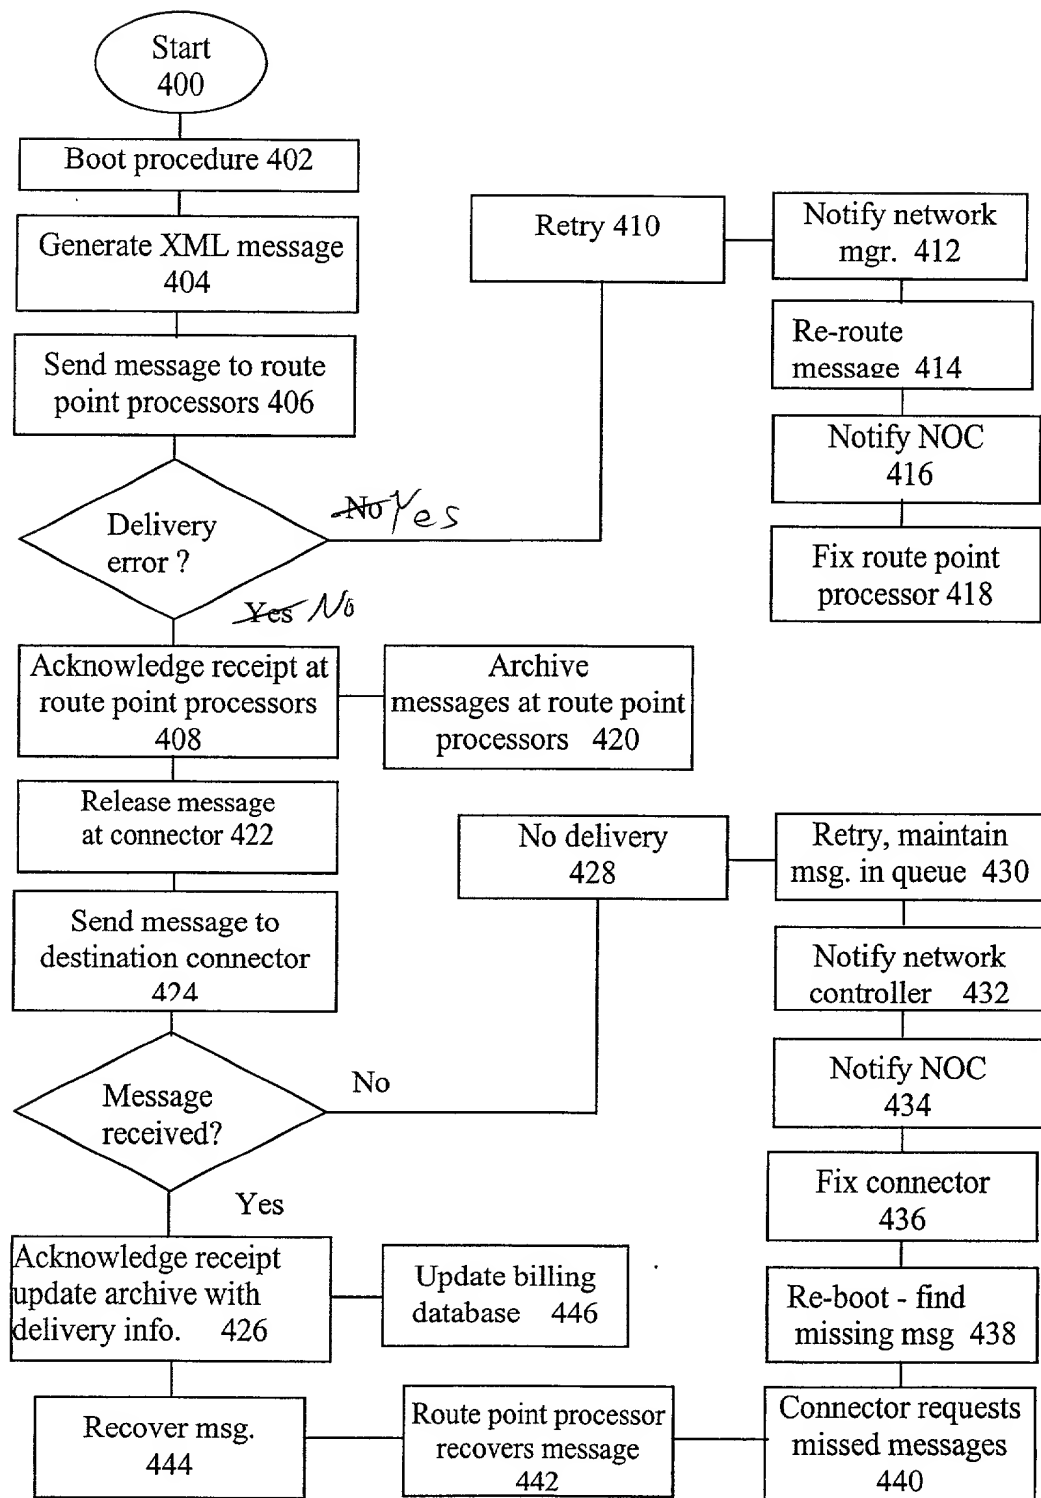 Start
400
Boot procedure 402
Generate XML message
404
Send message to route
point processors 406
Delivery
error ?
No Yes
Yes No
Retry 410
Notify network
mgr. 412
Re-route
message 414
Notify NOC
416
Fix route point
processor 418
Acknowledge receipt at
route point processors
408
Archive
messages at route point
processors 420
Release message
at connector 422
Send message to
destination connector
424
Message
received?
No
Yes
No delivery
428
Retry, maintain
msg. in queue 430
Notify network
controller 432
Notify NOC
434
Fix connector
436
Re-boot - find
missing msg 438
Connector requests
missed messages
440
Route point processor
recovers message
442
Recover msg.
444
Acknowledge receipt
update archive with
delivery info. 426
Update billing
database 446